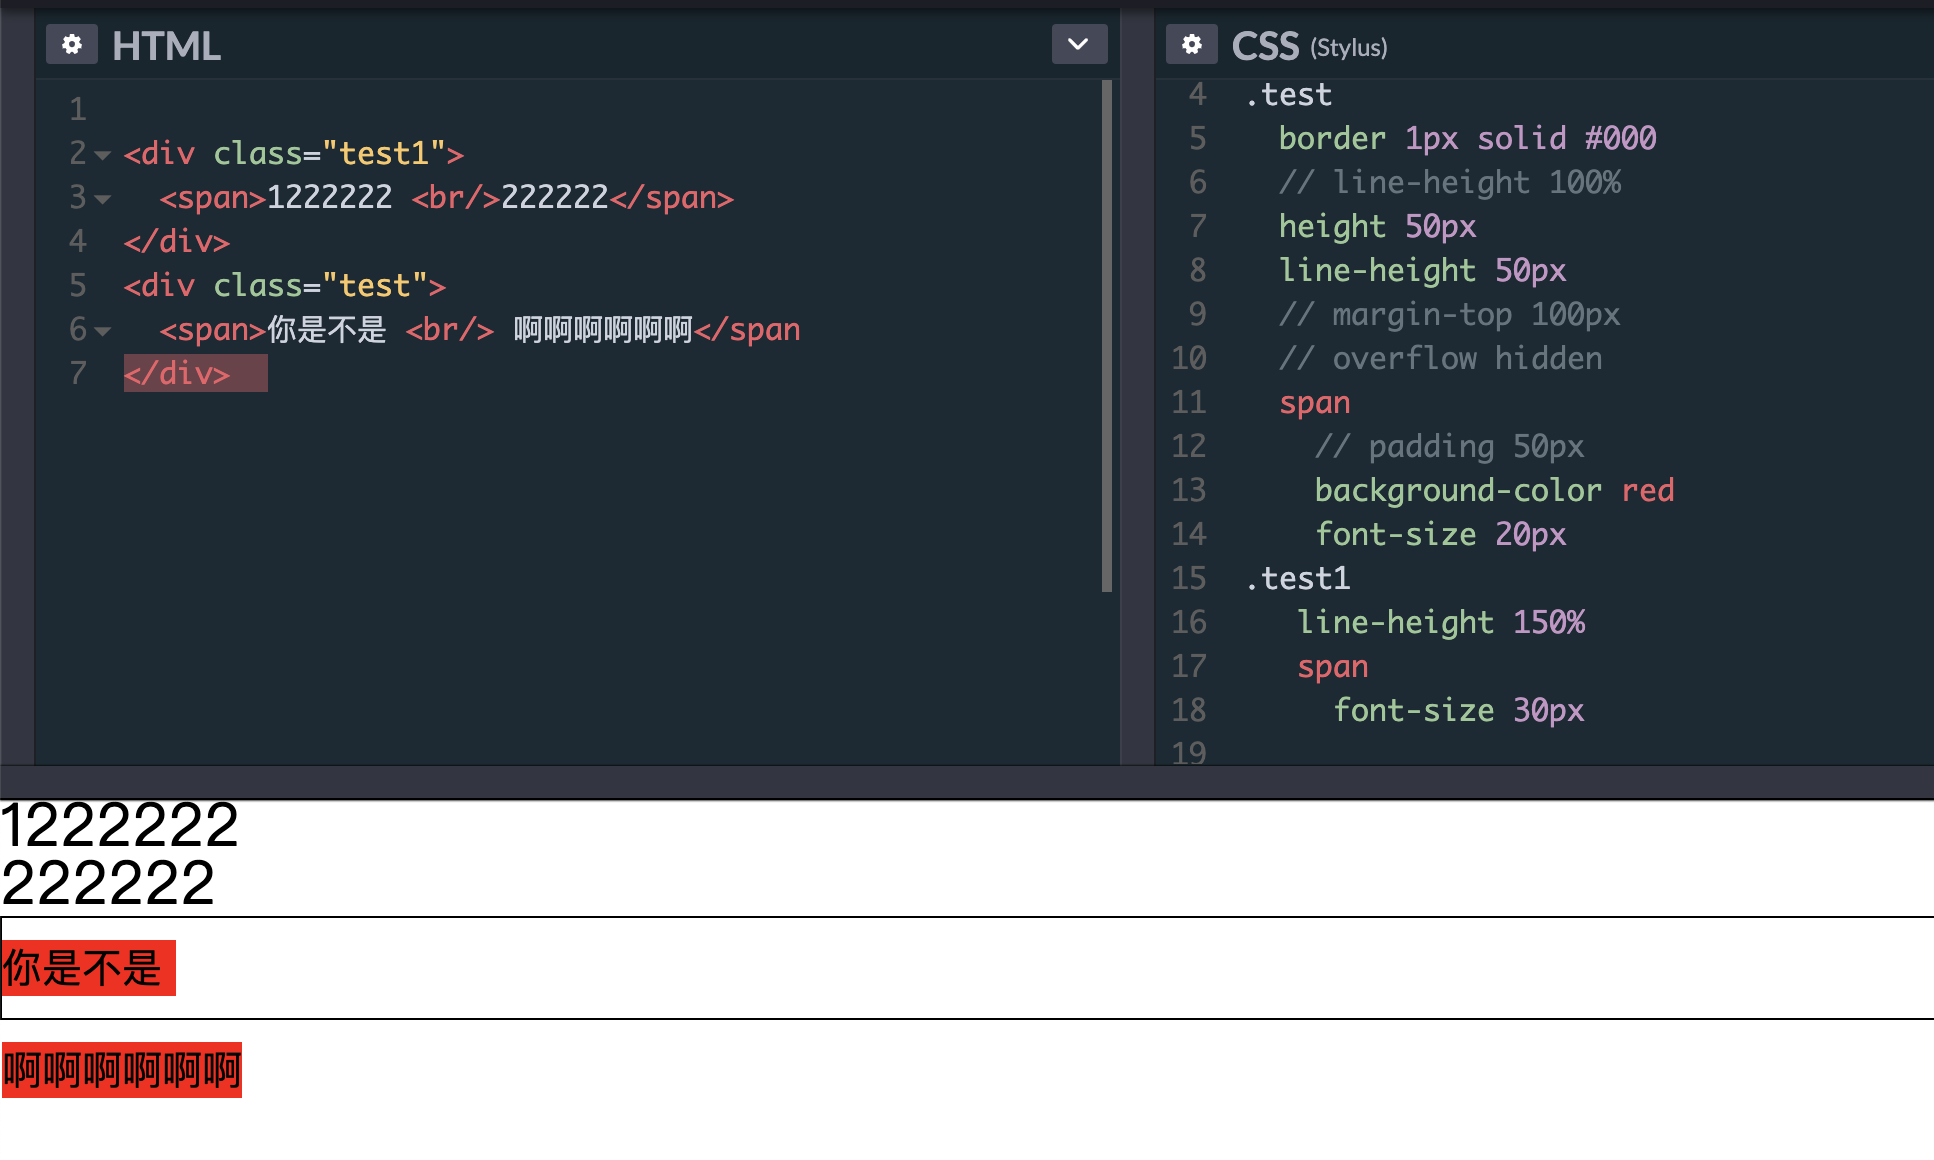 HTML
1
2 <div class="test1">
3 <span>1222222 <br/>222222</span>
4 </div>
5 <div class="test">
6 <span>你是不是 <br/> 啊啊啊啊啊啊</span
7 </div>
CSS (Stylus)
4 .test
5 border 1px solid #000
6 // line-height 100%
7 height 50px
8 line-height 50px
9 // margin-top 100px
10 // overflow hidden
11 span
12 // padding 50px
13 background-color red
14 font-size 20px
15 .test1
16 line-height 150%
17 span
18 font-size 30px
19
1222222
222222
你是不是
啊啊啊啊啊啊